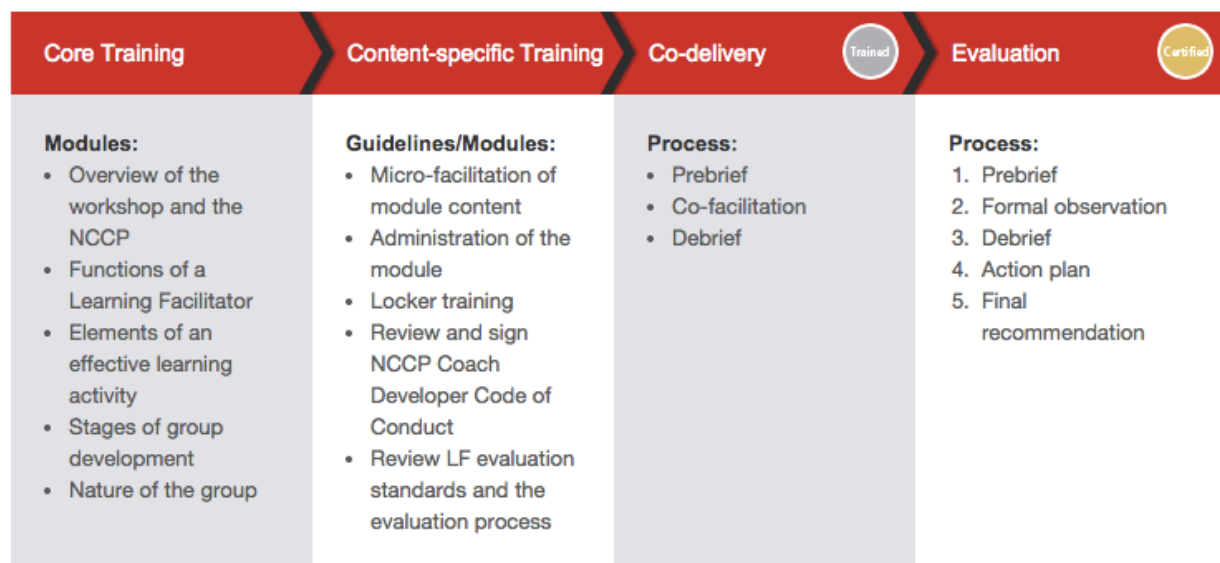 Core Training
Content-specific Training
Co-delivery
Trained
Evaluation
Certified
Modules:
• Overview of the
workshop and the
NCCP
• Functions of a
Learning Facilitator
• Elements of an
effective learning
activity
• Stages of group
development
• Nature of the group
Guidelines/Modules:
• Micro-facilitation of
module content
• Administration of the
module
• Locker training
• Review and sign
NCCP Coach
Developer Code of
Conduct
• Review LF evaluation
standards and the
evaluation process
Process:
• Prebrief
• Co-facilitation
• Debrief
Process:
1. Prebrief
2. Formal observation
3. Debrief
4. Action plan
5. Final
recommendation